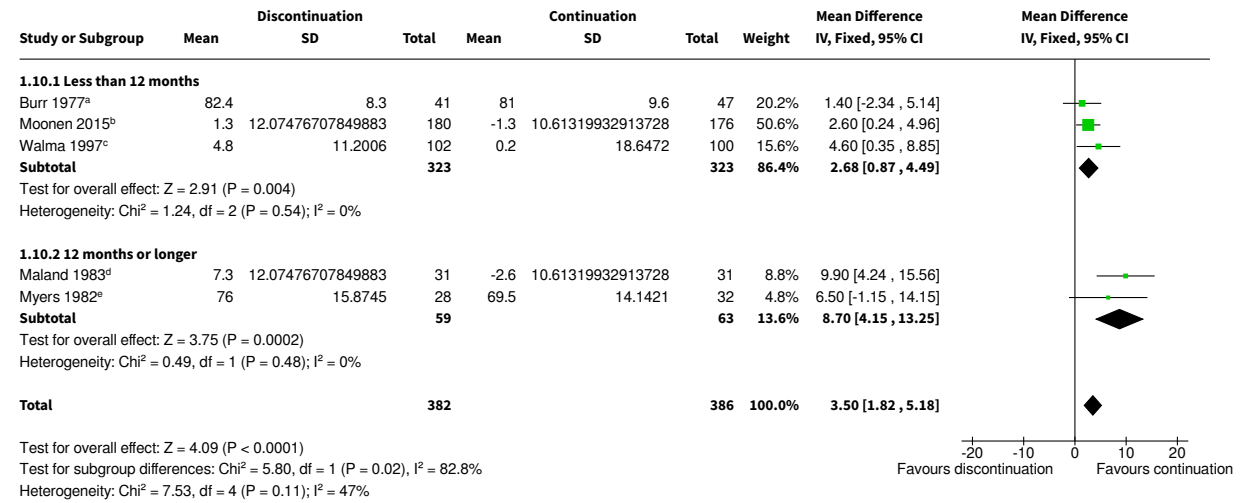 Discontinuation Continuation Mean Difference Mean Difference
Study or Subgroup Mean SD Total Mean SD Total Weight IV, Fixed, 95% CI IV, Fixed, 95% CI
1.10.1 Less than 12 months
Burr 1977ᵃ 82.4 8.3 41 81 9.6 47 20.2% 1.40 [-2.34 , 5.14]
Moonen 2015ᵇ 1.3 12.07476707849883 180 -1.3 10.61319932913728 176 50.6% 2.60 [0.24 , 4.96]
Walma 1997ᶜ 4.8 11.2006 102 0.2 18.6472 100 15.6% 4.60 [0.35 , 8.85]
Subtotal 323 323 86.4% 2.68 [0.87 , 4.49]
Test for overall effect: Z = 2.91 (P = 0.004)
Heterogeneity: Chi² = 1.24, df = 2 (P = 0.54); I² = 0%
1.10.2 12 months or longer
Maland 1983ᵈ 7.3 12.07476707849883 31 -2.6 10.61319932913728 31 8.8% 9.90 [4.24 , 15.56]
Myers 1982ᵉ 76 15.8745 28 69.5 14.1421 32 4.8% 6.50 [-1.15 , 14.15]
Subtotal 59 63 13.6% 8.70 [4.15 , 13.25]
Test for overall effect: Z = 3.75 (P = 0.0002)
Heterogeneity: Chi² = 0.49, df = 1 (P = 0.48); I² = 0%
Total 382 386 100.0% 3.50 [1.82 , 5.18]
Test for overall effect: Z = 4.09 (P < 0.0001)
Test for subgroup differences: Chi² = 5.80, df = 1 (P = 0.02), I² = 82.8%
Heterogeneity: Chi² = 7.53, df = 4 (P = 0.11); I² = 47%
-20 -10 0 10 20
Favours discontinuation Favours continuation